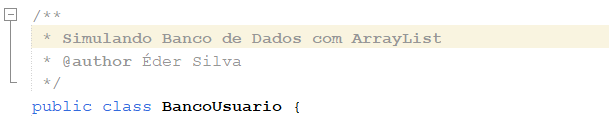 /**
* Simulando Banco de Dados com ArrayList
* @author Éder Silva
*/
public class BancoUsuario {